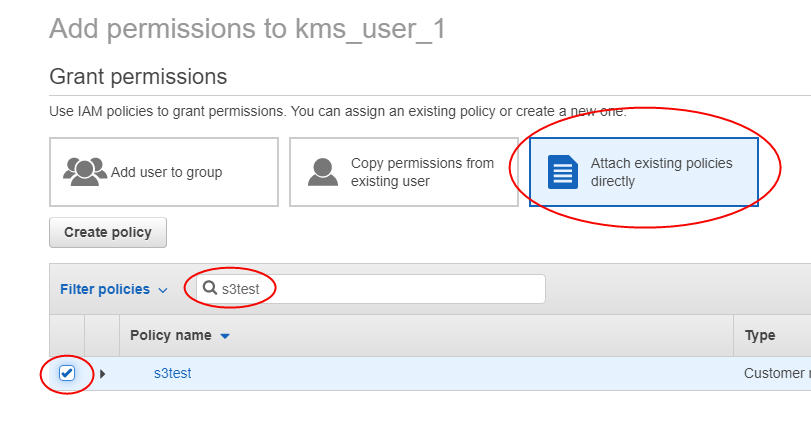 Add permissions to kms_user_1
Grant permissions
Use IAM policies to grant permissions. You can assign an existing policy or create a new one.
Add user to group
Copy permissions from
existing user
Attach existing policies
directly
Create policy
Filter policies
s3test
Policy name
Type
s3test
Customer